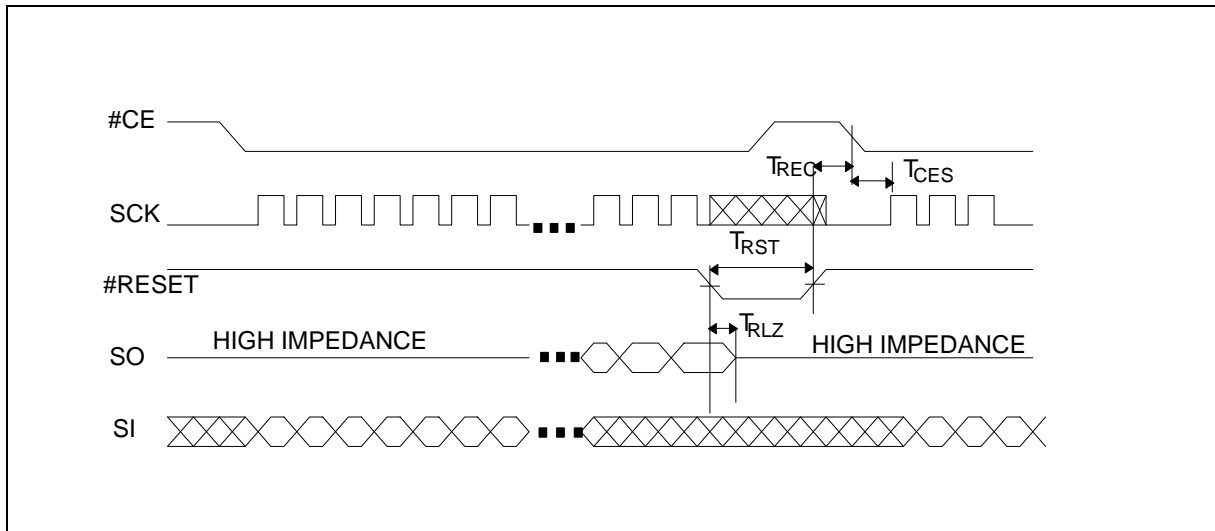 #CE
TREC
TCES
SCK
TRST
#RESET
TRLZ
HIGH IMPEDANCE
HIGH IMPEDANCE
SO
SI